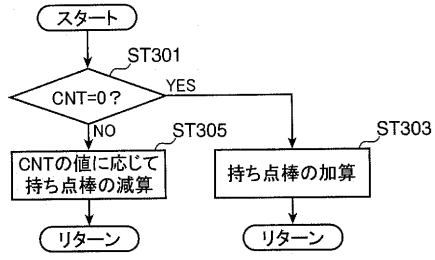 スタート
ST301
CNT=0?
YES
NO
ST305
ST303
CNTの値に応じて
持ち点棒の減算
持ち点棒の加算
リターン
リターン